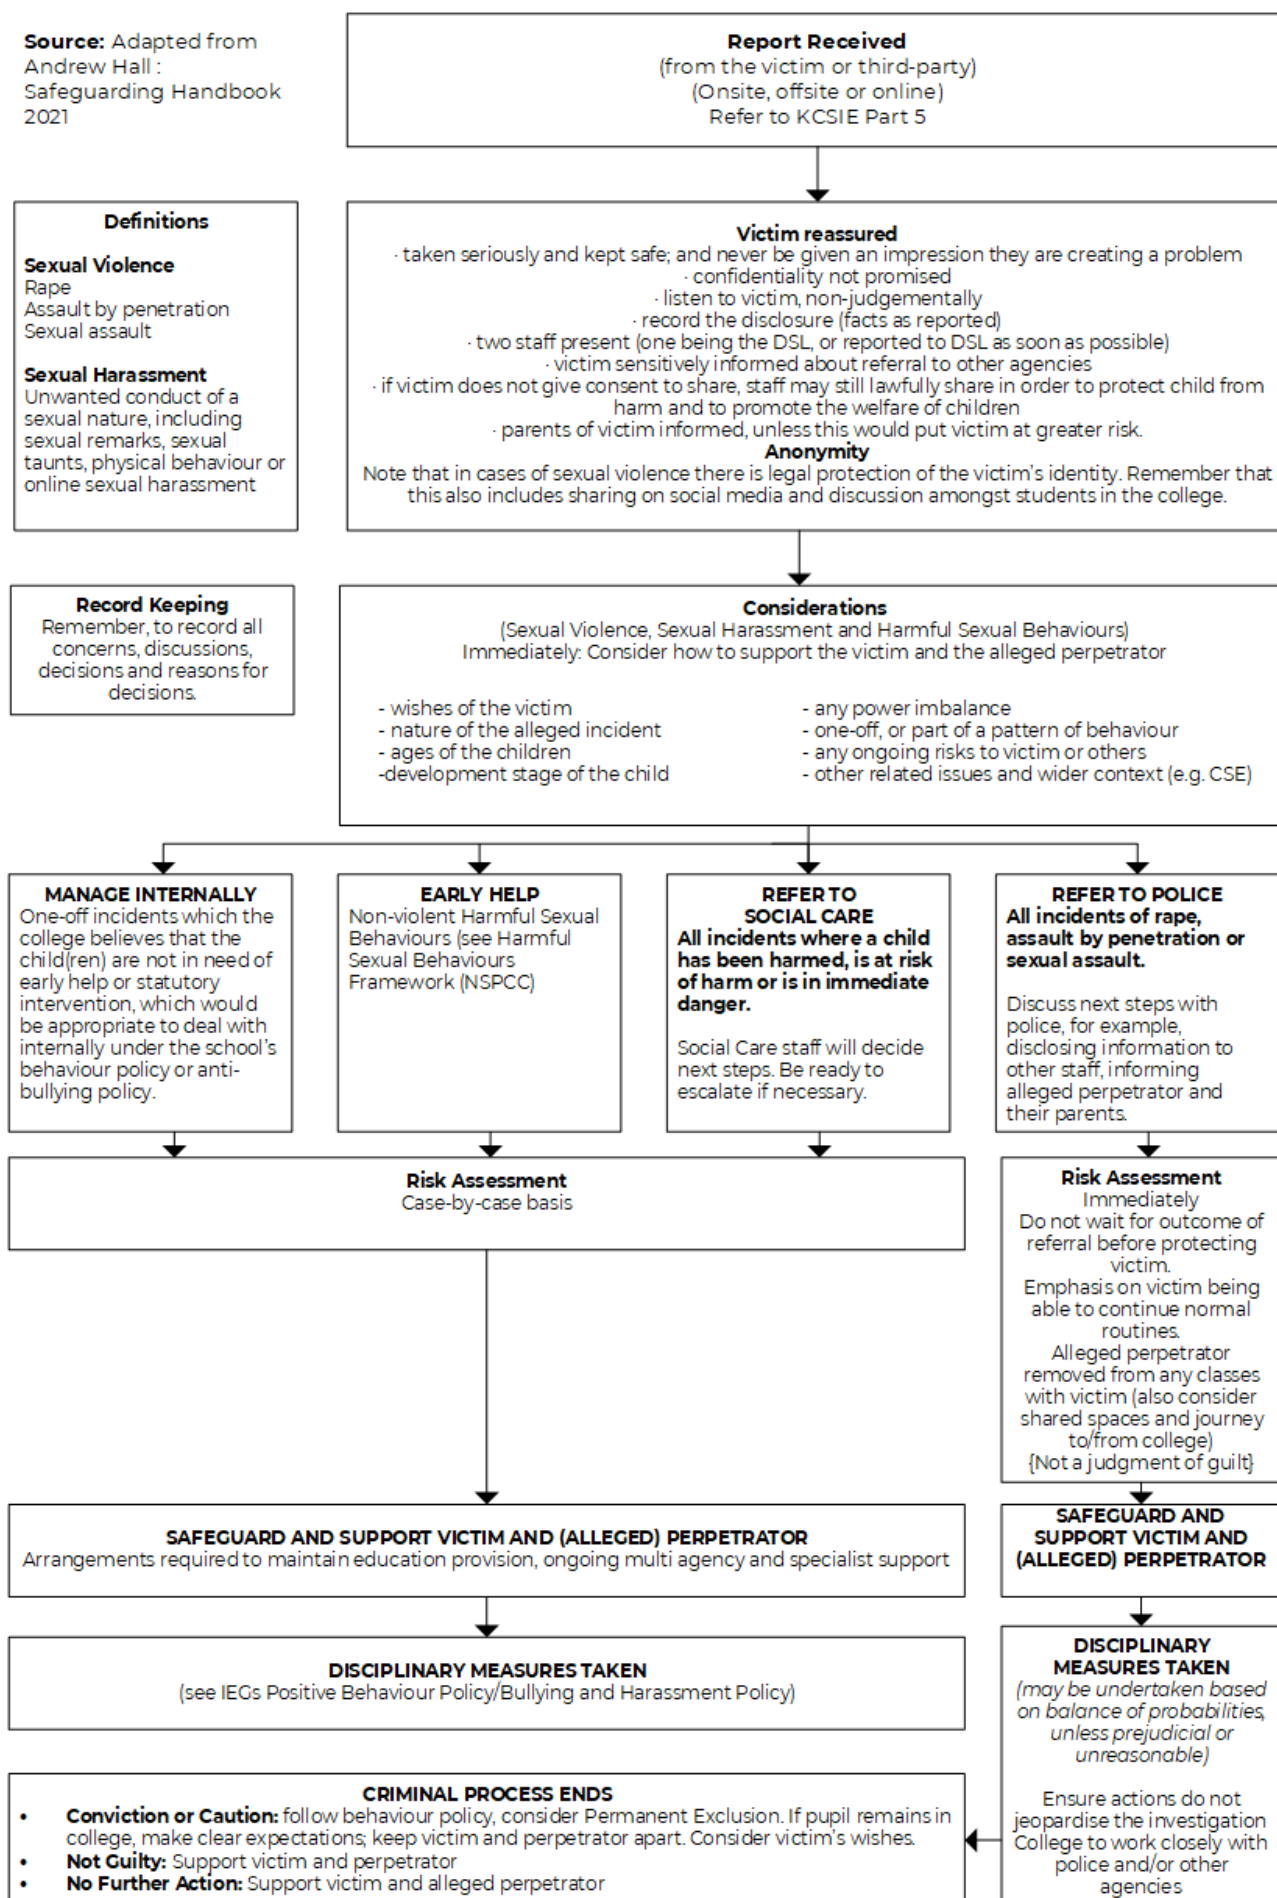 Source: Adapted from
Andrew Hall :
Safeguarding Handbook
2021
Report Received
(from the victim or third-party)
(Onsite, offsite or online)
Refer to KCSIE Part 5
Definitions
Sexual Violence
Rape
Assault by penetration
Sexual assault
Sexual Harassment
Unwanted conduct of a
sexual nature, including
sexual remarks, sexual
taunts, physical behaviour or
online sexual harassment
Victim reassured
· taken seriously and kept safe; and never be given an impression they are creating a problem
· confidentiality not promised
· listen to victim, non-judgementally
· record the disclosure (facts as reported)
· two staff present (one being the DSL, or reported to DSL as soon as possible)
· victim sensitively informed about referral to other agencies
· if victim does not give consent to share, staff may still lawfully share in order to protect child from
harm and to promote the welfare of children
· parents of victim informed, unless this would put victim at greater risk.
Anonymity
Note that in cases of sexual violence there is legal protection of the victim's identity. Remember that
this also includes sharing on social media and discussion amongst students in the college.
Record Keeping
Remember, to record all
concerns, discussions,
decisions and reasons for
decisions.
Considerations
(Sexual Violence, Sexual Harassment and Harmful Sexual Behaviours)
Immediately: Consider how to support the victim and the alleged perpetrator
- wishes of the victim
- nature of the alleged incident
- ages of the children
-development stage of the child
- any power imbalance
- one-off, or part of a pattern of behaviour
- any ongoing risks to victim or others
- other related issues and wider context (e.g. CSE)
MANAGE INTERNALLY
One-off incidents which the
college believes that the
child(ren) are not in need of
early help or statutory
intervention, which would
be appropriate to deal with
internally under the school's
behaviour policy or anti-
bullying policy.
EARLY HELP
Non-violent Harmful Sexual
Behaviours (see Harmful
Sexual Behaviours
Framework (NSPCC)
REFER TO
SOCIAL CARE
All incidents where a child
has been harmed, is at risk
of harm or is in immediate
danger.
Social Care staff will decide
next steps. Be ready to
escalate if necessary.
REFER TO POLICE
All incidents of rape,
assault by penetration or
sexual assault.
Discuss next steps with
police, for example,
disclosing information to
other staff, informing
alleged perpetrator and
their parents.
Risk Assessment
Case-by-case basis
Risk Assessment
Immediately
Do not wait for outcome of
referral before protecting
victim.
Emphasis on victim being
able to continue normal
routines.
Alleged perpetrator
removed from any classes
with victim (also consider
shared spaces and journey
to/from college)
{Not a judgment of guilt}
SAFEGUARD AND SUPPORT VICTIM AND (ALLEGED) PERPETRATOR
Arrangements required to maintain education provision, ongoing multi agency and specialist support
SAFEGUARD AND
SUPPORT VICTIM AND
(ALLEGED) PERPETRATOR
DISCIPLINARY MEASURES TAKEN
(see IEGs Positive Behaviour Policy/Bullying and Harassment Policy)
DISCIPLINARY
MEASURES TAKEN
(may be undertaken based
on balance of probabilities,
unless prejudicial or
unreasonable)
Ensure actions do not
jeopardise the investigation
College to work closely with
police and/or other
agencies
CRIMINAL PROCESS ENDS
• Conviction or Caution: follow behaviour policy, consider Permanent Exclusion. If pupil remains in
college, make clear expectations; keep victim and perpetrator apart. Consider victim's wishes.
• Not Guilty: Support victim and perpetrator
• No Further Action: Support victim and alleged perpetrator